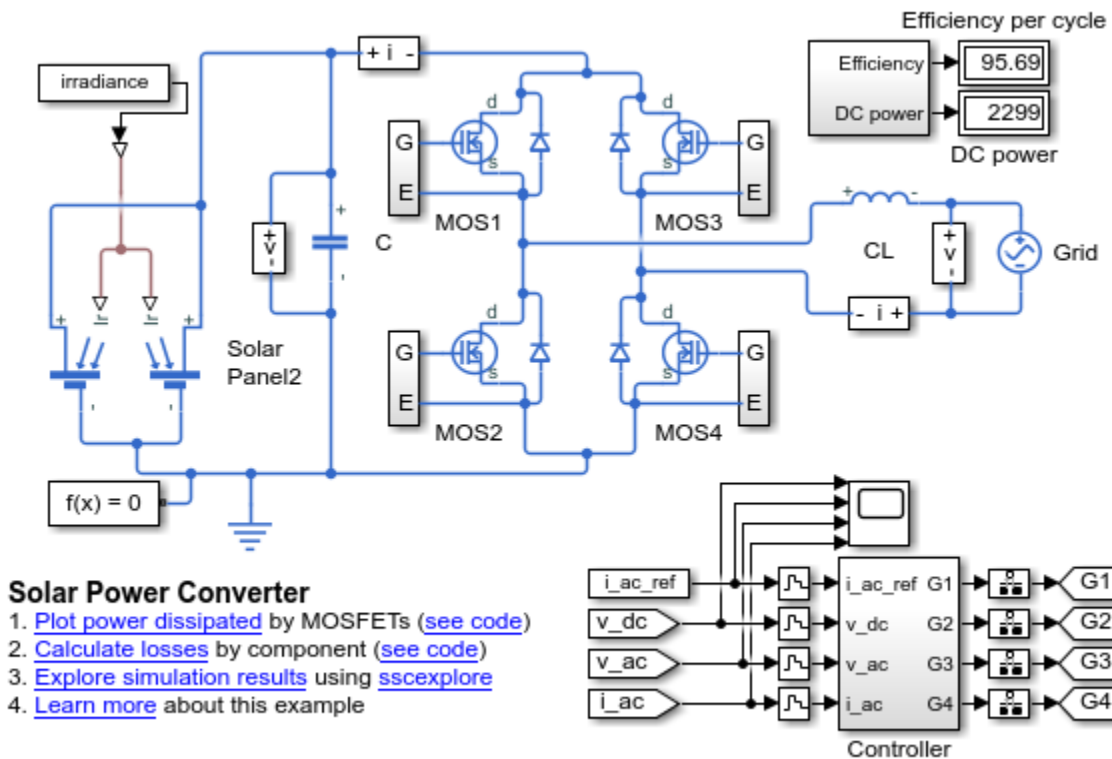 Efficiency per cycle
irradiance
+ i -
Efficiency
95.69
DC power
2299
DC power
d
d
G
G
s
s
E
E
MOS1
MOS3
+
-
+
+ v -
C
-
CL
+ v -
Grid
- i +
+
Ir
Ir
+
d
d
Solar
Panel2
G
G
s
s
E
E
-
-
MOS2
MOS4
f(x) = 0
Solar Power Converter
1. Plot power dissipated by MOSFETs (see code)
2. Calculate losses by component (see code)
3. Explore simulation results using sscexplore
4. Learn more about this example
i_ac_ref
i_ac_ref G1
G1
v_dc
v_dc G2
G2
v_ac
v_ac G3
G3
i_ac
i_ac G4
G4
Controller